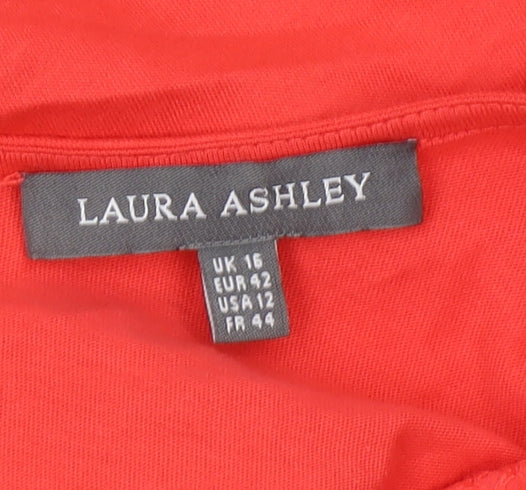 LAURA ASHLEY
UK 16
EUR 42
USA 12
FR 44